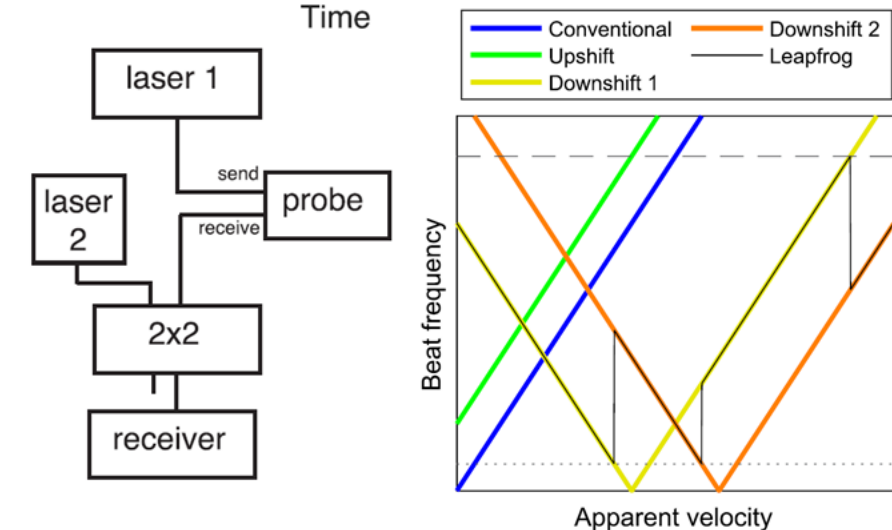 Time
laser 1
send
laser
2
probe
receive
2x2
receiver
Conventional
Upshift
Downshift 1
Downshift 2
Leapfrog
Beat frequency
Apparent velocity